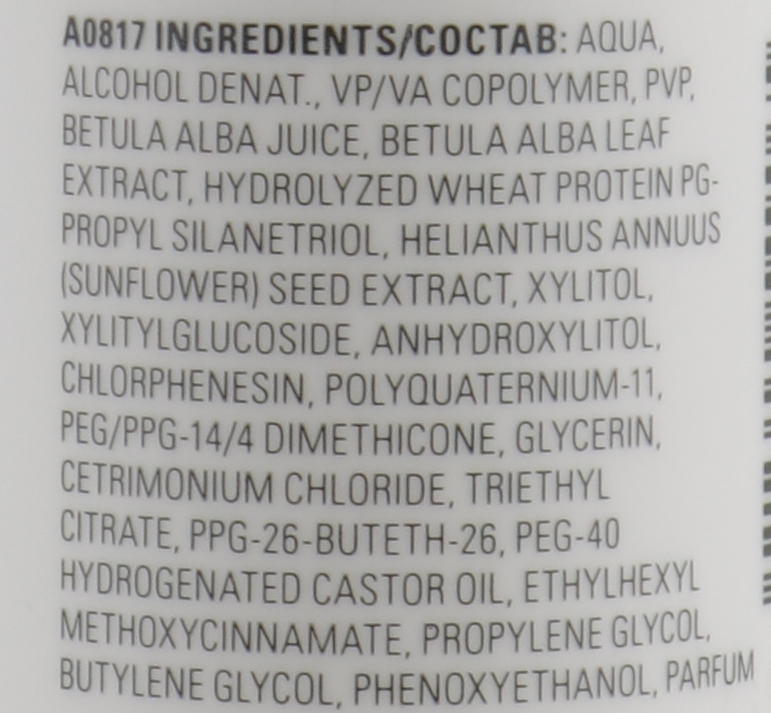 A0817 INGREDIENTS/СОСТАВ: AQUA,
ALCOHOL DENAT., VP/VA COPOLYMER, PVP,
BETULA ALBA JUICE, BETULA ALBA LEAF
EXTRACT, HYDROLYZED WHEAT PROTEIN PG-
PROPYL SILANETRIOL, HELIANTHUS ANNUUS
(SUNFLOWER) SEED EXTRACT, XYLITOL,
XYLITYLGLUCOSIDE, ANHYDROXYLITOL,
CHLORPHENESIN, POLYQUATERNIUM-11,
PEG/PPG-14/4 DIMETHICONE, GLYCERIN,
CETRIMONIUM CHLORIDE, TRIETHYL
CITRATE, PPG-26-BUTETH-26, PEG-40
HYDROGENATED CASTOR OIL, ETHYLHEXYL
METHOXYCINNAMATE, PROPYLENE GLYCOL,
BUTYLENE GLYCOL, PHENOXYETHANOL, PARFUM